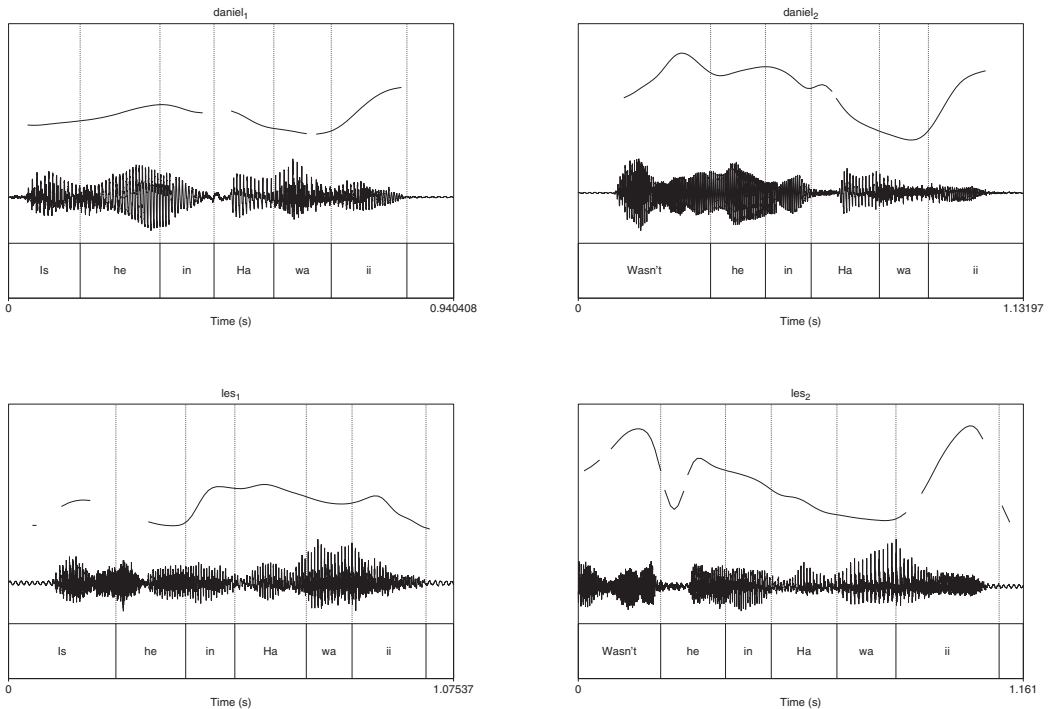 daniel₁
Is he in Ha wa ii
0 0.940408
Time (s)
daniel₂
Wasn't he in Ha wa ii
0 1.13197
Time (s)
les₁
Is he in Ha wa ii
0 1.07537
Time (s)
les₂
Wasn't he in Ha wa ii
0 1.161
Time (s)